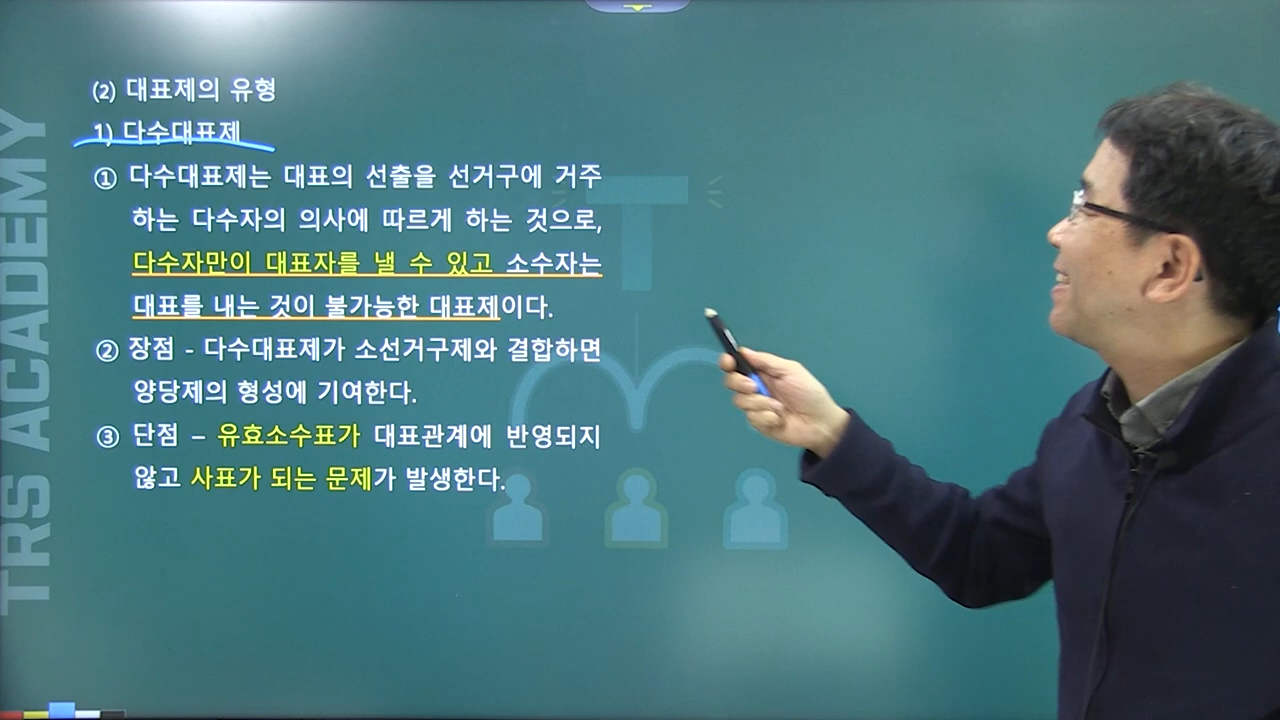 (2) 대표제의 유형
1) 다수대표제
① 다수대표제는 대표의 선출을 선거구에 거주
하는 다수자의 의사에 따르게 하는 것으로,
다수자만이 대표자를 낼 수 있고 소수자는
대표를 내는 것이 불가능한 대표제이다.
② 장점 - 다수대표제가 소선거구제와 결합하면
양당제의 형성에 기여한다.
③ 단점 – 유효소수표가 대표관계에 반영되지
않고 사표가 되는 문제가 발생한다.
TRS ACADEMY